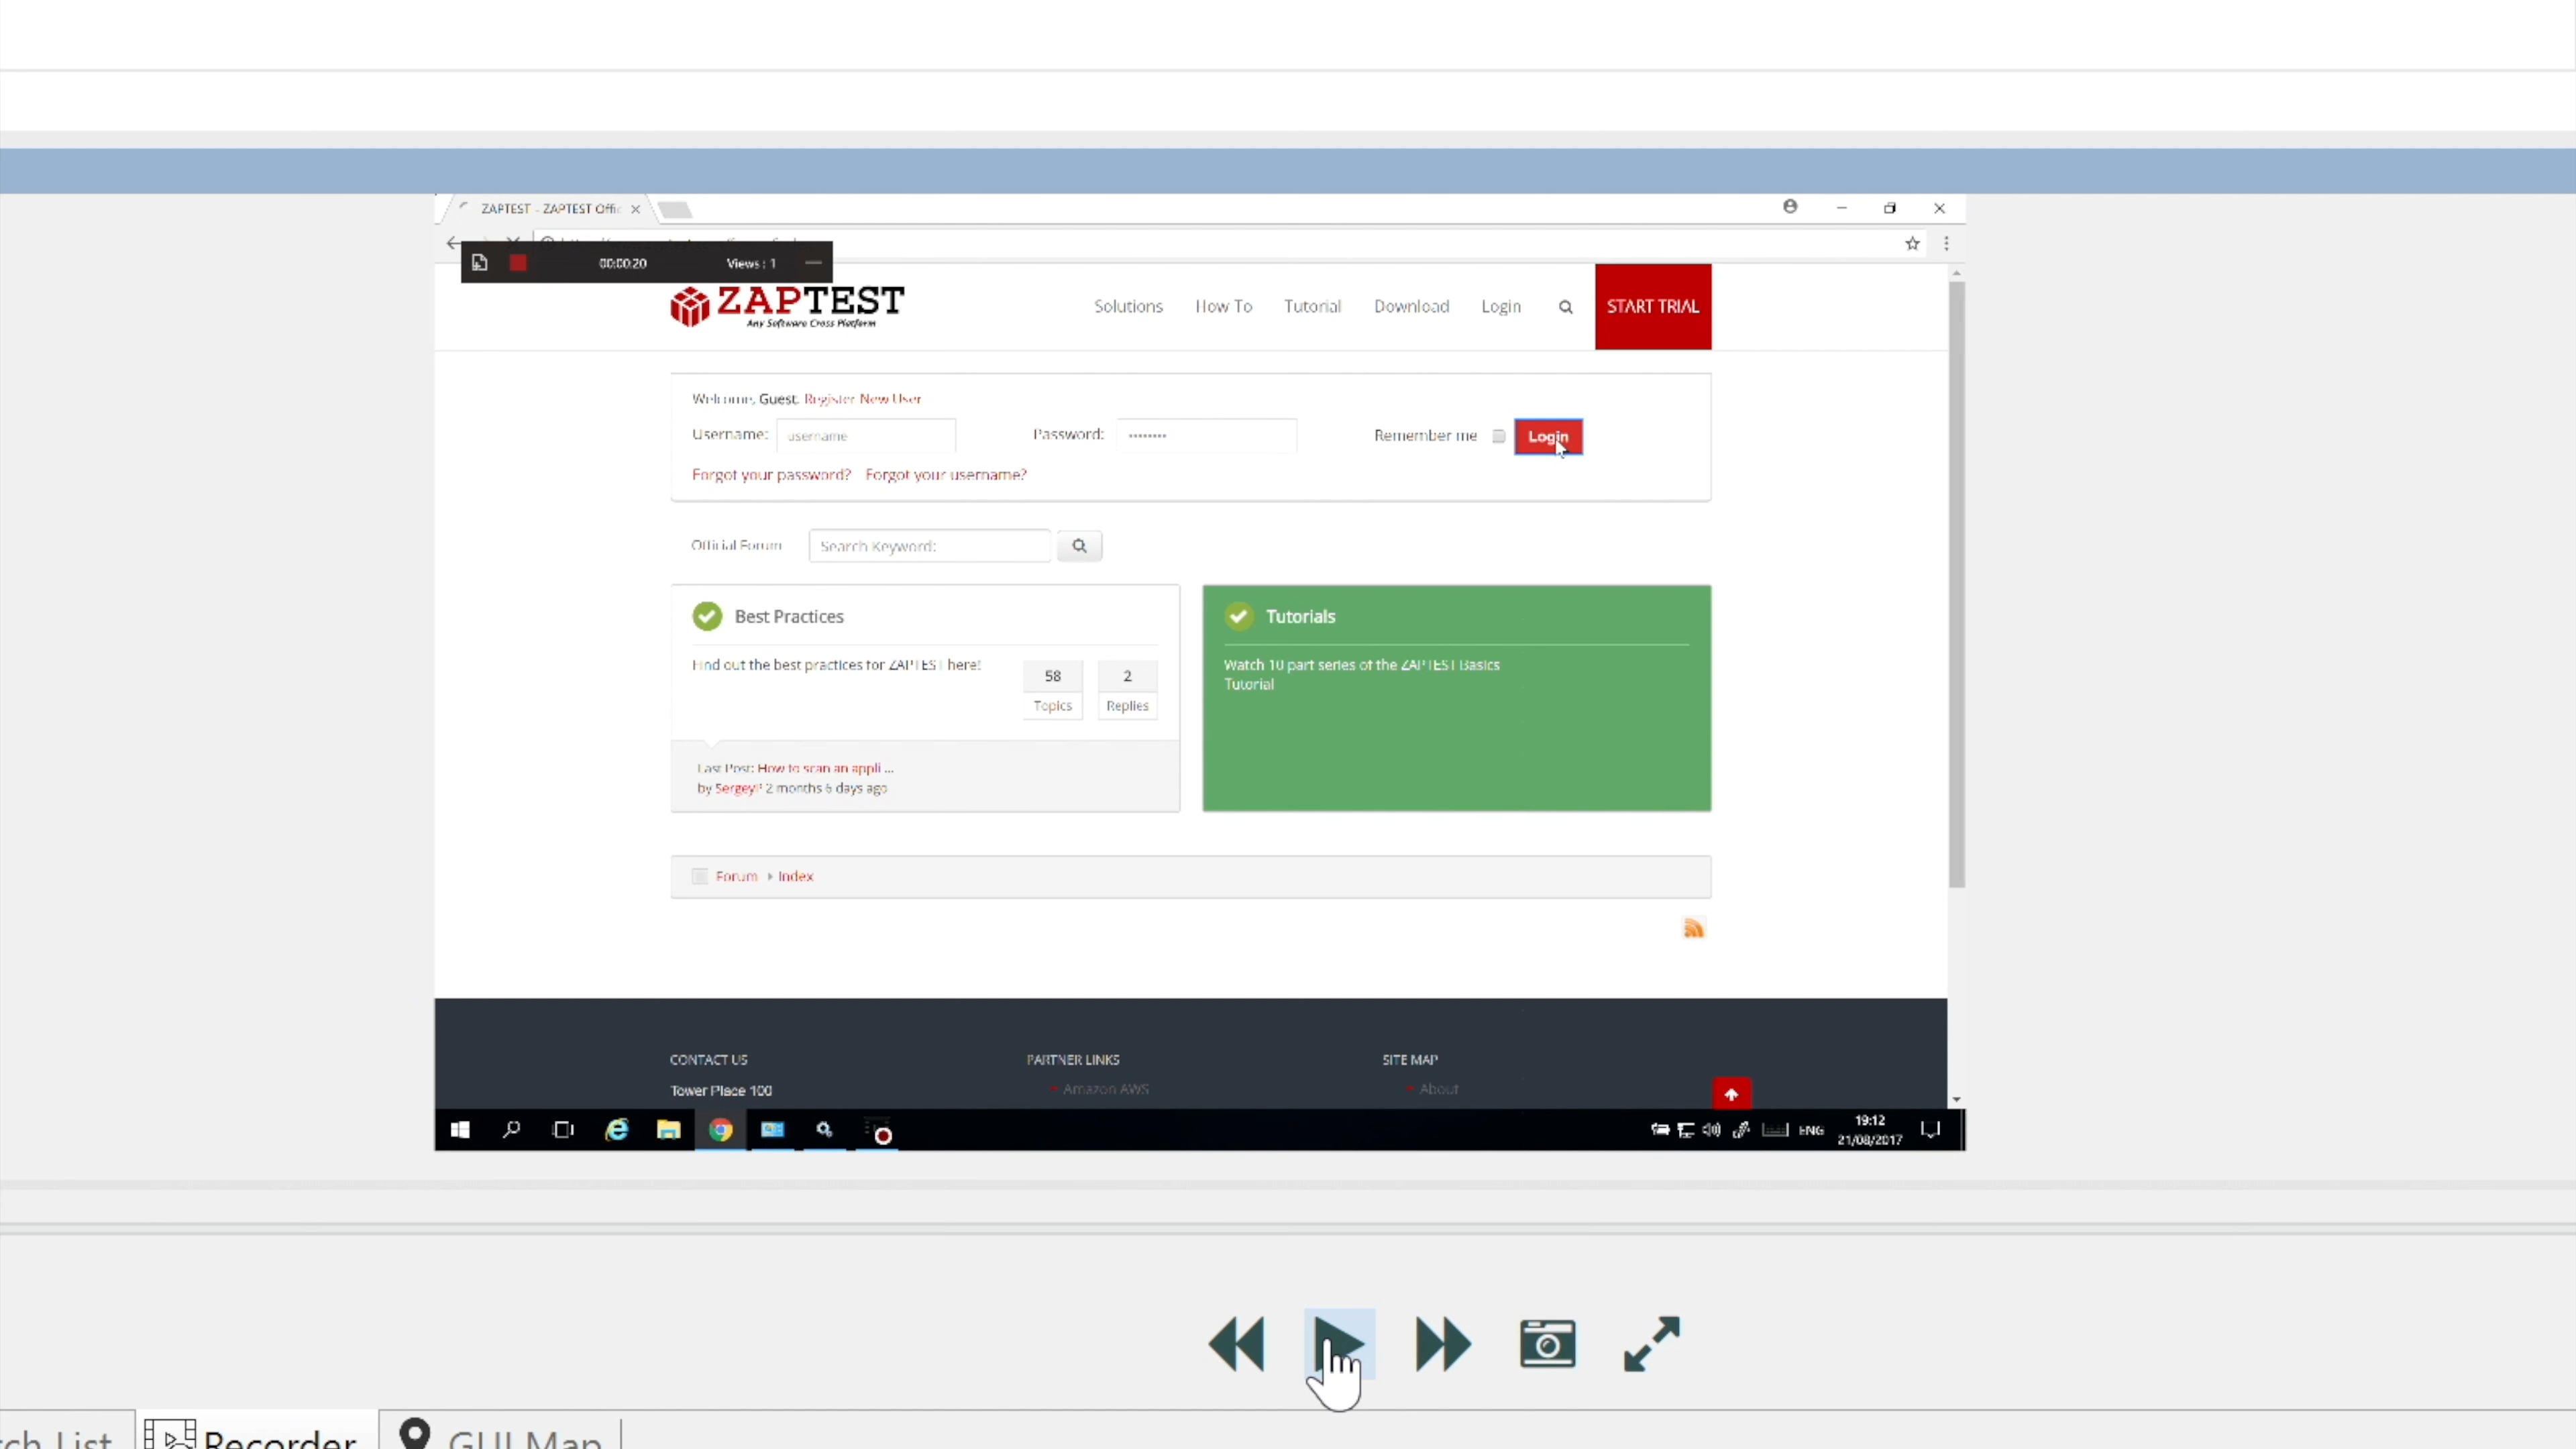 ZAPTEST - ZAPTEST Offic
00:00:20 Views : 1
ZAPTEST
Any Software Cross Platform
Solutions How To Tutorial Download Login START TRIAL
Welcome, Guest. Register New User
Username: username Password: •••••••• Remember me Login
Forgot your password? Forgot your username?
Official Forum Search Keyword:
Best Practices
Find out the best practices for ZAPTEST here!
58 2
Topics Replies
Last Post: How to scan an appli ...
by SergeyP 2 months 6 days ago
Tutorials
Watch 10 part series of the ZAPTEST Basics
Tutorial
Forum Index
CONTACT US PARTNER LINKS SITE MAP
Tower Place 100 Amazon AWS About
ENG 19:12
21/08/2017
ch List Recorder GUI Map